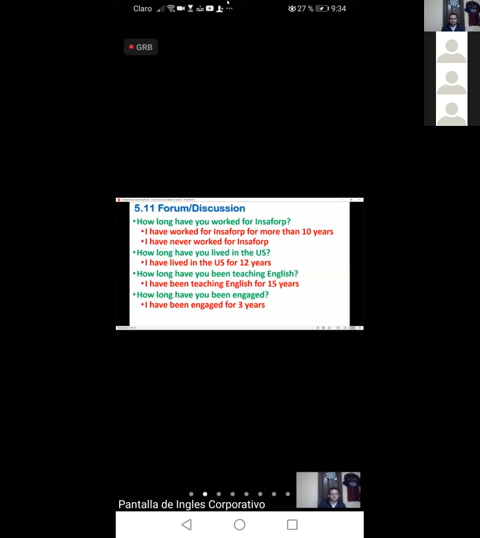 Claro 27 % 9:34
GRB
5.11 Forum/Discussion
•How long have you worked for Insaforp?
•I have worked for Insaforp for more than 10 years
•I have never worked for Insaforp
•How long have you lived in the US?
•I have lived in the US for 12 years
•How long have you been teaching English?
•I have been teaching English for 15 years
•How long have you been engaged?
•I have been engaged for 3 years
Pantalla de Ingles Corporativo